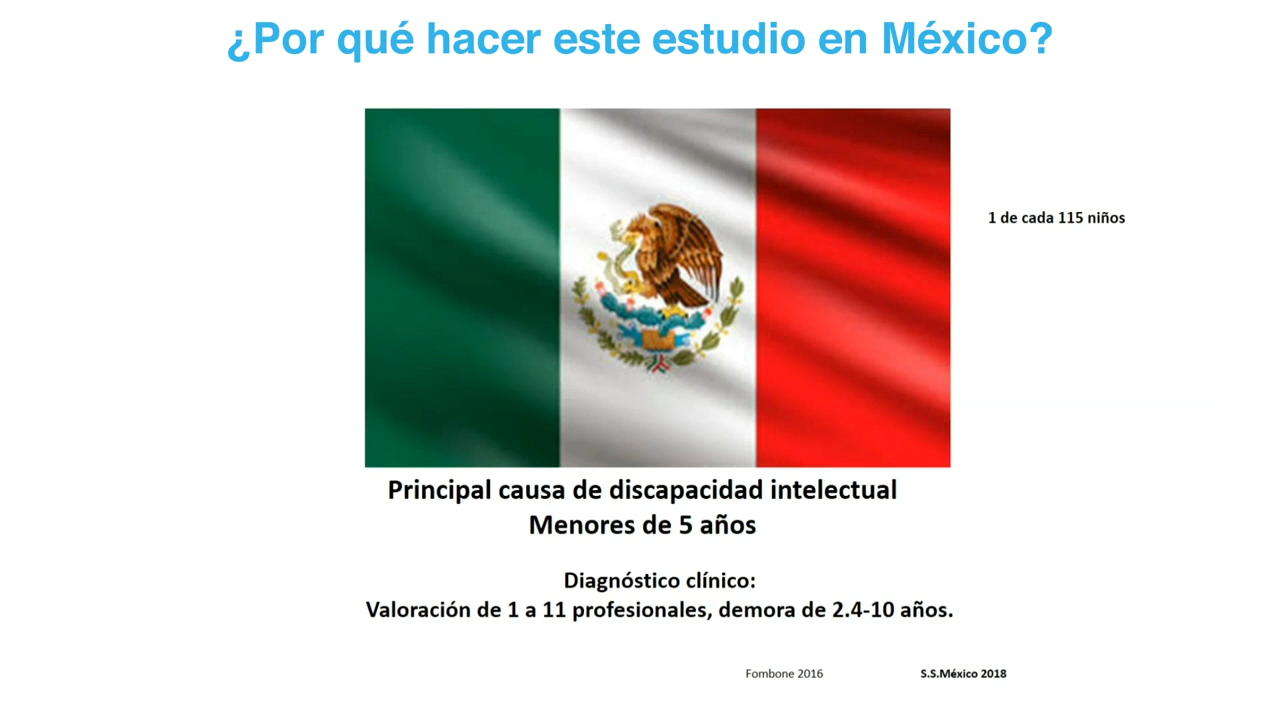 ¿Por qué hacer este estudio en México?
1 de cada 115 niños
Principal causa de discapacidad intelectual
Menores de 5 años
Diagnóstico clínico:
Valoración de 1 a 11 profesionales, demora de 2.4-10 años.
Fombone 2016
S.S.México 2018